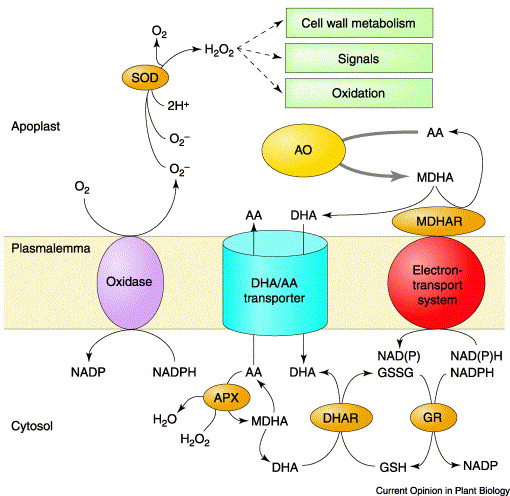 Cell wall metabolism
O₂
H₂O₂
Signals
SOD
2H⁺
Oxidation
Apoplast
O₂⁻
AA
AO
O₂⁻
MDHA
O₂
AA
DHA
MDHAR
Plasmalemma
Oxidase
DHA/AA
transporter
Electron-
transport
system
NAD(P)
NAD(P)H
NADP
NADPH
AA
DHA
GSSG
NADPH
APX
H₂O
MDHA
DHAR
GR
Cytosol
H₂O₂
DHA
GSH
NADP
Current Opinion in Plant Biology